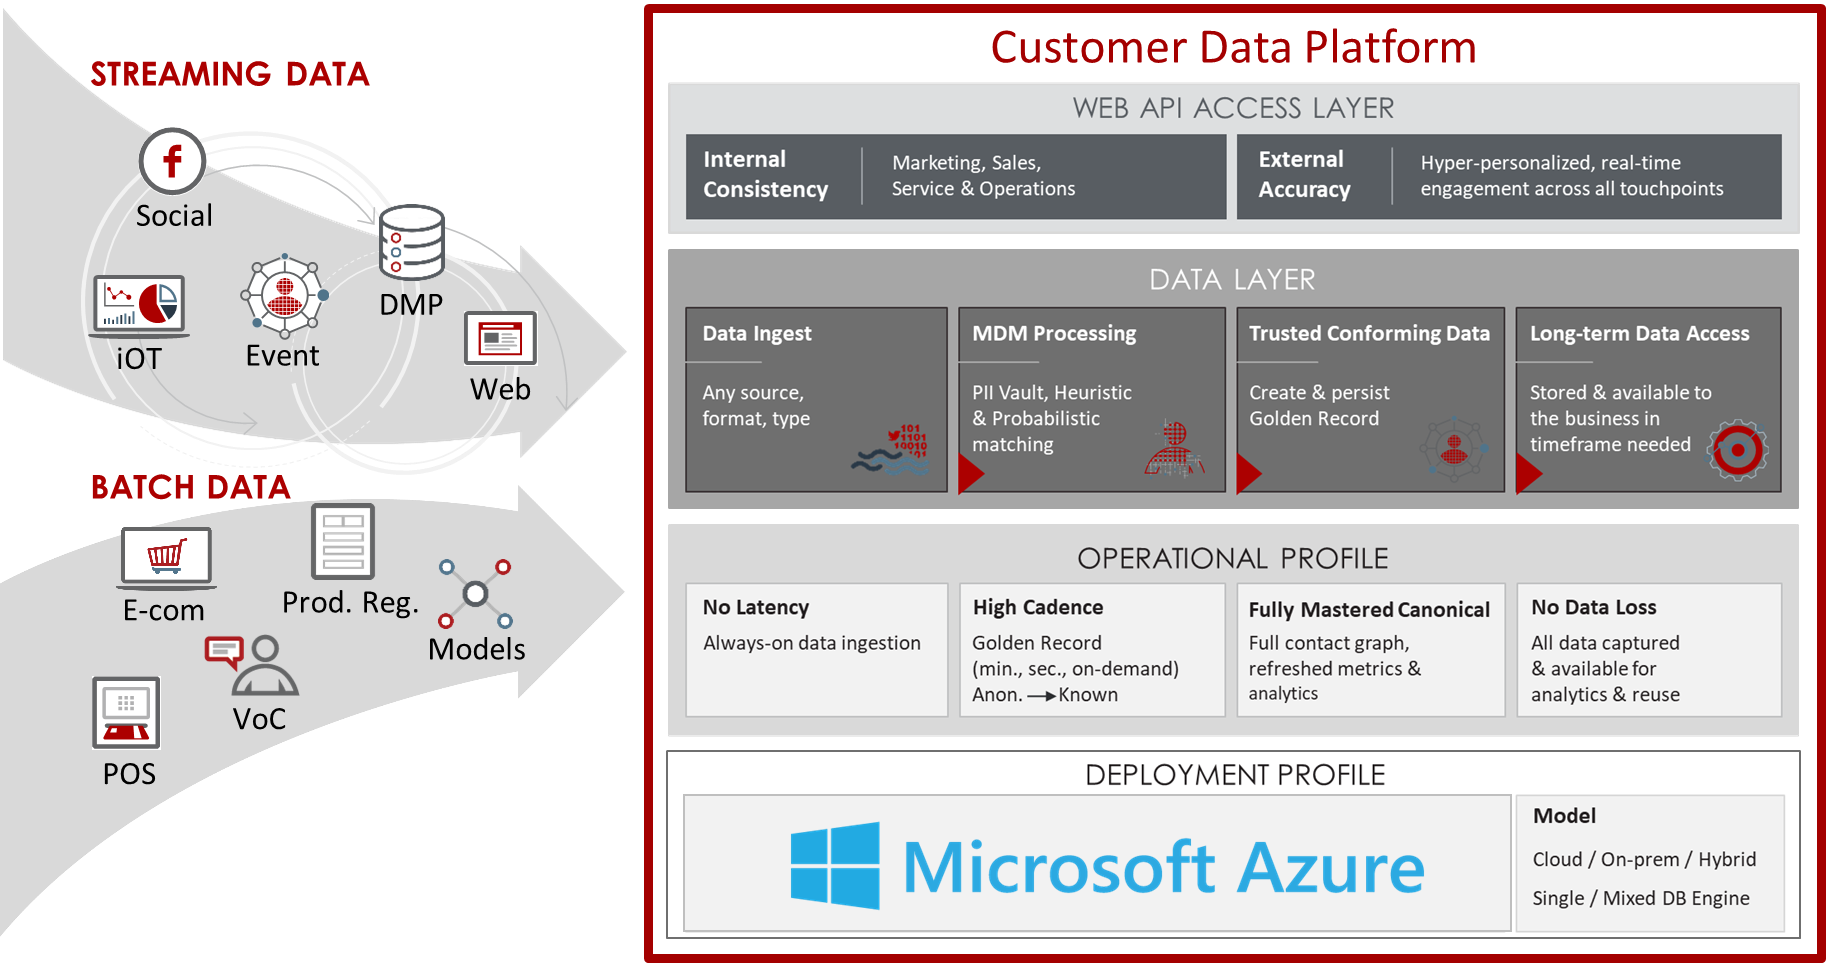 STREAMING DATA
f
Social
iOT
Event
DMP
Web
BATCH DATA
E-com
Prod. Reg.
Models
VoC
POS
Customer Data Platform
WEB API ACCESS LAYER
Internal
Consistency
Marketing, Sales,
Service & Operations
External
Accuracy
Hyper-personalized, real-time
engagement across all touchpoints
DATA LAYER
Data Ingest
Any source,
format, type
101
1101
10010
101
MDM Processing
PII Vault, Heuristic
& Probabilistic
matching
Trusted Conforming Data
Create & persist
Golden Record
Long-term Data Access
Stored & available to
the business in
timeframe needed
OPERATIONAL PROFILE
No Latency
Always-on data ingestion
High Cadence
Golden Record
(min., sec., on-demand)
Anon. → Known
Fully Mastered Canonical
Full contact graph,
refreshed metrics &
analytics
No Data Loss
All data captured
& available for
analytics & reuse
DEPLOYMENT PROFILE
Microsoft Azure
Model
Cloud / On-prem / Hybrid
Single / Mixed DB Engine